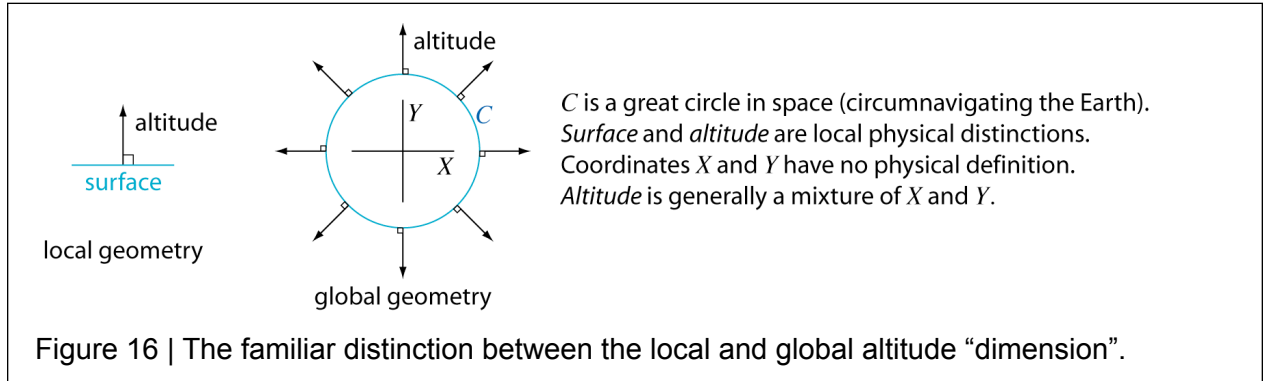 altitude
surface
local geometry
altitude
Y
C
X
global geometry
C is a great circle in space (circumnavigating the Earth).
Surface and altitude are local physical distinctions.
Coordinates X and Y have no physical definition.
Altitude is generally a mixture of X and Y.
Figure 16 | The familiar distinction between the local and global altitude “dimension”.